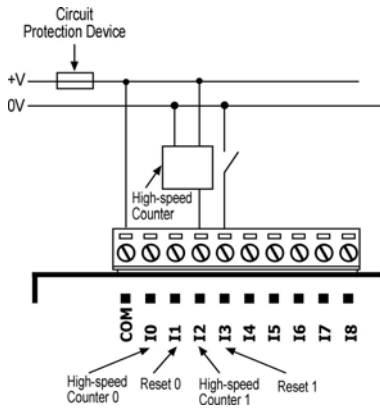 Circuit
Protection Device
+V
0V
High-speed
Counter
COM I0 I1 I2 I3 I4 I5 I6 I7 I8
High-speed
Counter 0
Reset 0
High-speed
Counter 1
Reset 1